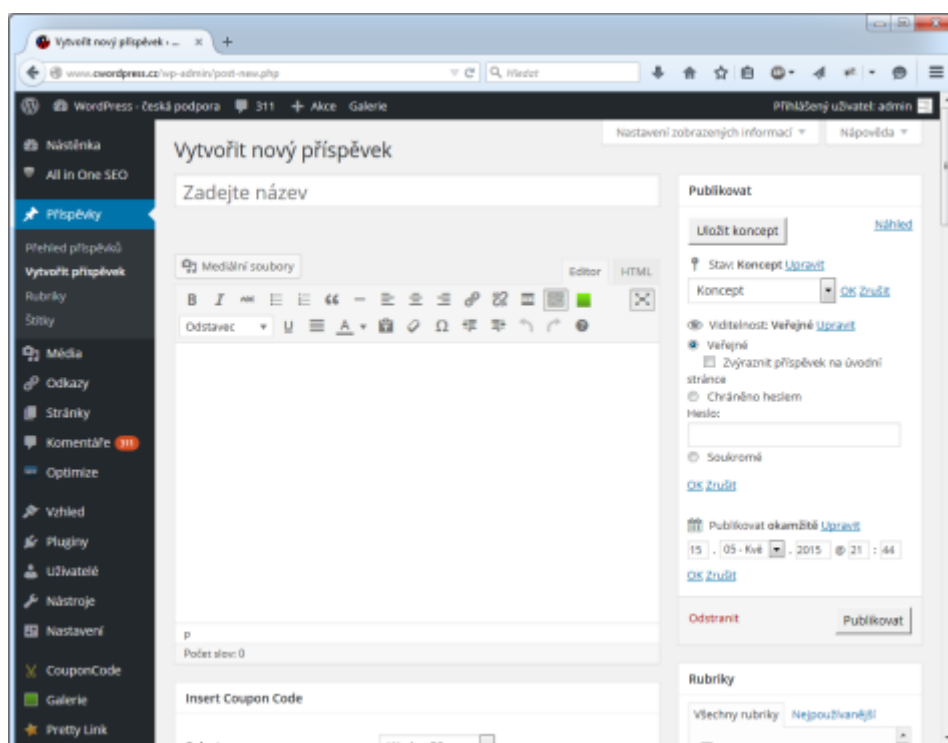 Vytvořit nový příspěvek ‹ ...
www.cwordpress.cz/wp-admin/post-new.php
Hledat
WordPress - česká podpora 311 + Akce Galerie
Přihlášený uživatel: admin
Nastavení zobrazených informací
Nápověda
Nástěnka
All in One SEO
Příspěvky
Přehled příspěvků
Vytvořit příspěvek
Rubriky
Štítky
Média
Odkazy
Stránky
Komentáře 311
Optimize
Vzhled
Pluginy
Uživatelé
Nástroje
Nastavení
CouponCode
Galerie
Pretty Link
Vytvořit nový příspěvek
Zadejte název
Mediální soubory
Editor HTML
B I ABC
Odstavec U A Ω
P
Počet slov: 0
Insert Coupon Code
Publikovat
Uložit koncept
Náhled
Stav: Koncept Upravit
Koncept OK Zrušit
Viditelnost: Veřejné Upravit
Veřejné
Zvýraznit příspěvek na úvodní
stránce
Chráněno heslem
Heslo:
Soukromé
OK Zrušit
Publikovat okamžitě Upravit
15 . 05 - Kvě . 2015 @ 21 : 44
OK Zrušit
Odstranit
Publikovat
Rubriky
Všechny rubriky Nejpoužívanější